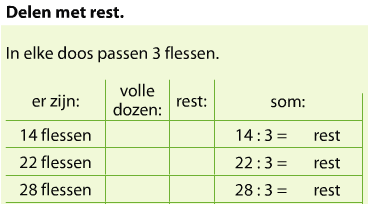 Delen met rest.
In elke doos passen 3 flessen.
er zijn: volle dozen: rest: som:
14 flessen 14 : 3 = rest
22 flessen 22 : 3 = rest
28 flessen 28 : 3 = rest